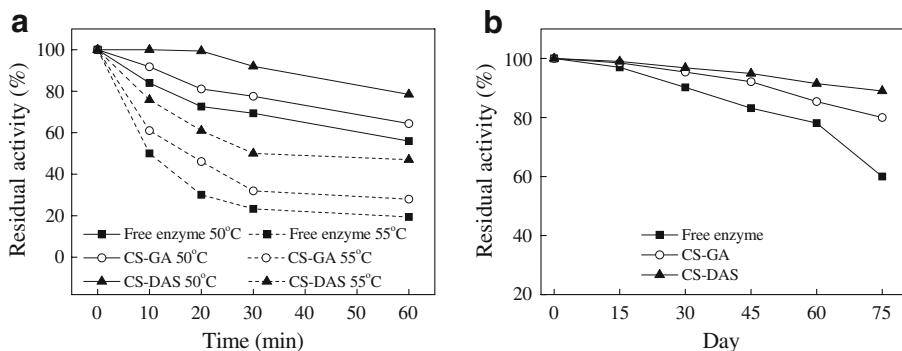 a
Residual activity (%)
100
80
60
40
20
0
Free enzyme 50°C
Free enzyme 55°C
CS-GA 50°C
CS-GA 55°C
CS-DAS 50°C
CS-DAS 55°C
0 10 20 30 40 50 60
Time (min)
b
Residual activity (%)
100
80
60
40
20
Free enzyme
CS-GA
CS-DAS
0 15 30 45 60 75
Day